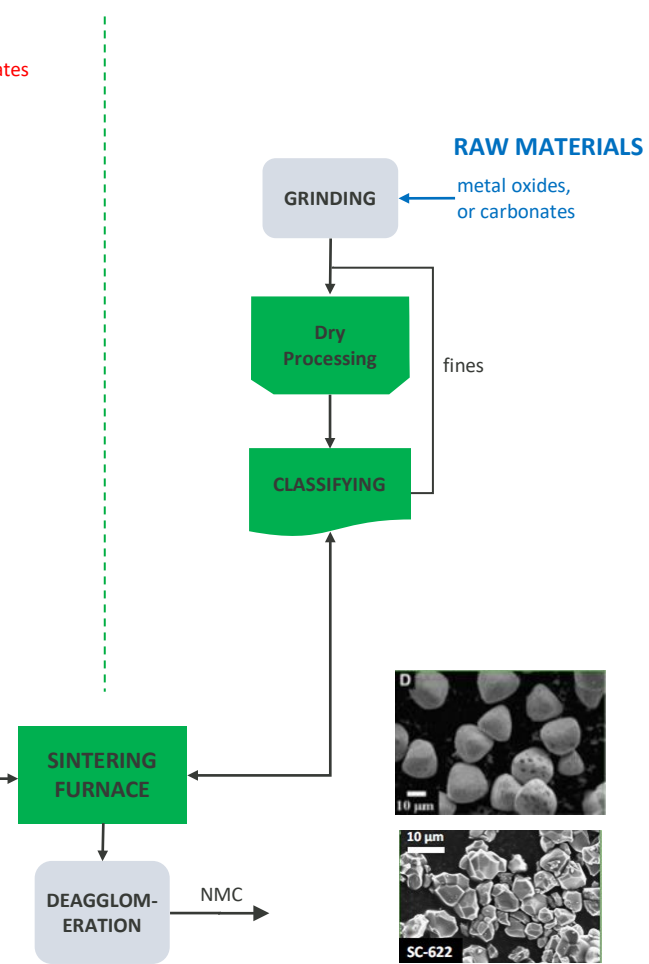 RAW MATERIALS
metal oxides,
or carbonates
GRINDING
Dry
Processing
fines
CLASSIFYING
SINTERING
FURNACE
DEAGGLOM-
ERATION
NMC
D
10 µm
10 µm
SC-622